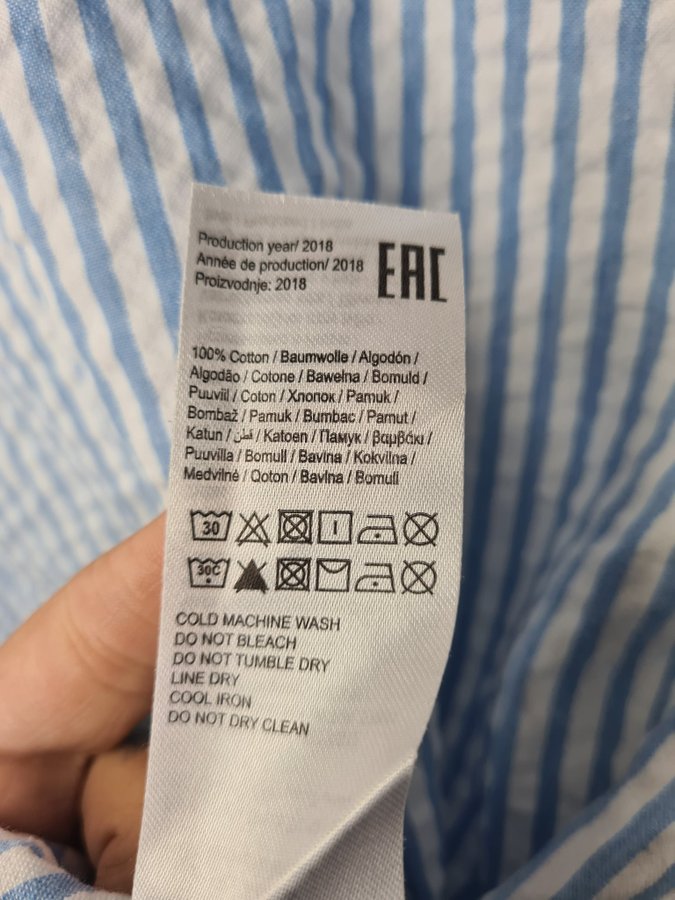 Production year/ 2018
Année de production/ 2018
Proizvodnje: 2018
EAC
100% Cotton / Baumwolle / Algodón /
Algodão / Cotone / Bawełna / Bomuld /
Puuvill / Coton / Хлопок / Pamuk /
Bombaž / Pamuk / Bumbac / Pamut /
Katun / قطن / Katoen / Памук / βαμβάκι /
Puuvilla / Bomull / Bavlna / Kokvilna /
Medvilnė / Qoton / Bavlna / Bomuli
30
30C
COLD MACHINE WASH
DO NOT BLEACH
DO NOT TUMBLE DRY
LINE DRY
COOL IRON
DO NOT DRY CLEAN